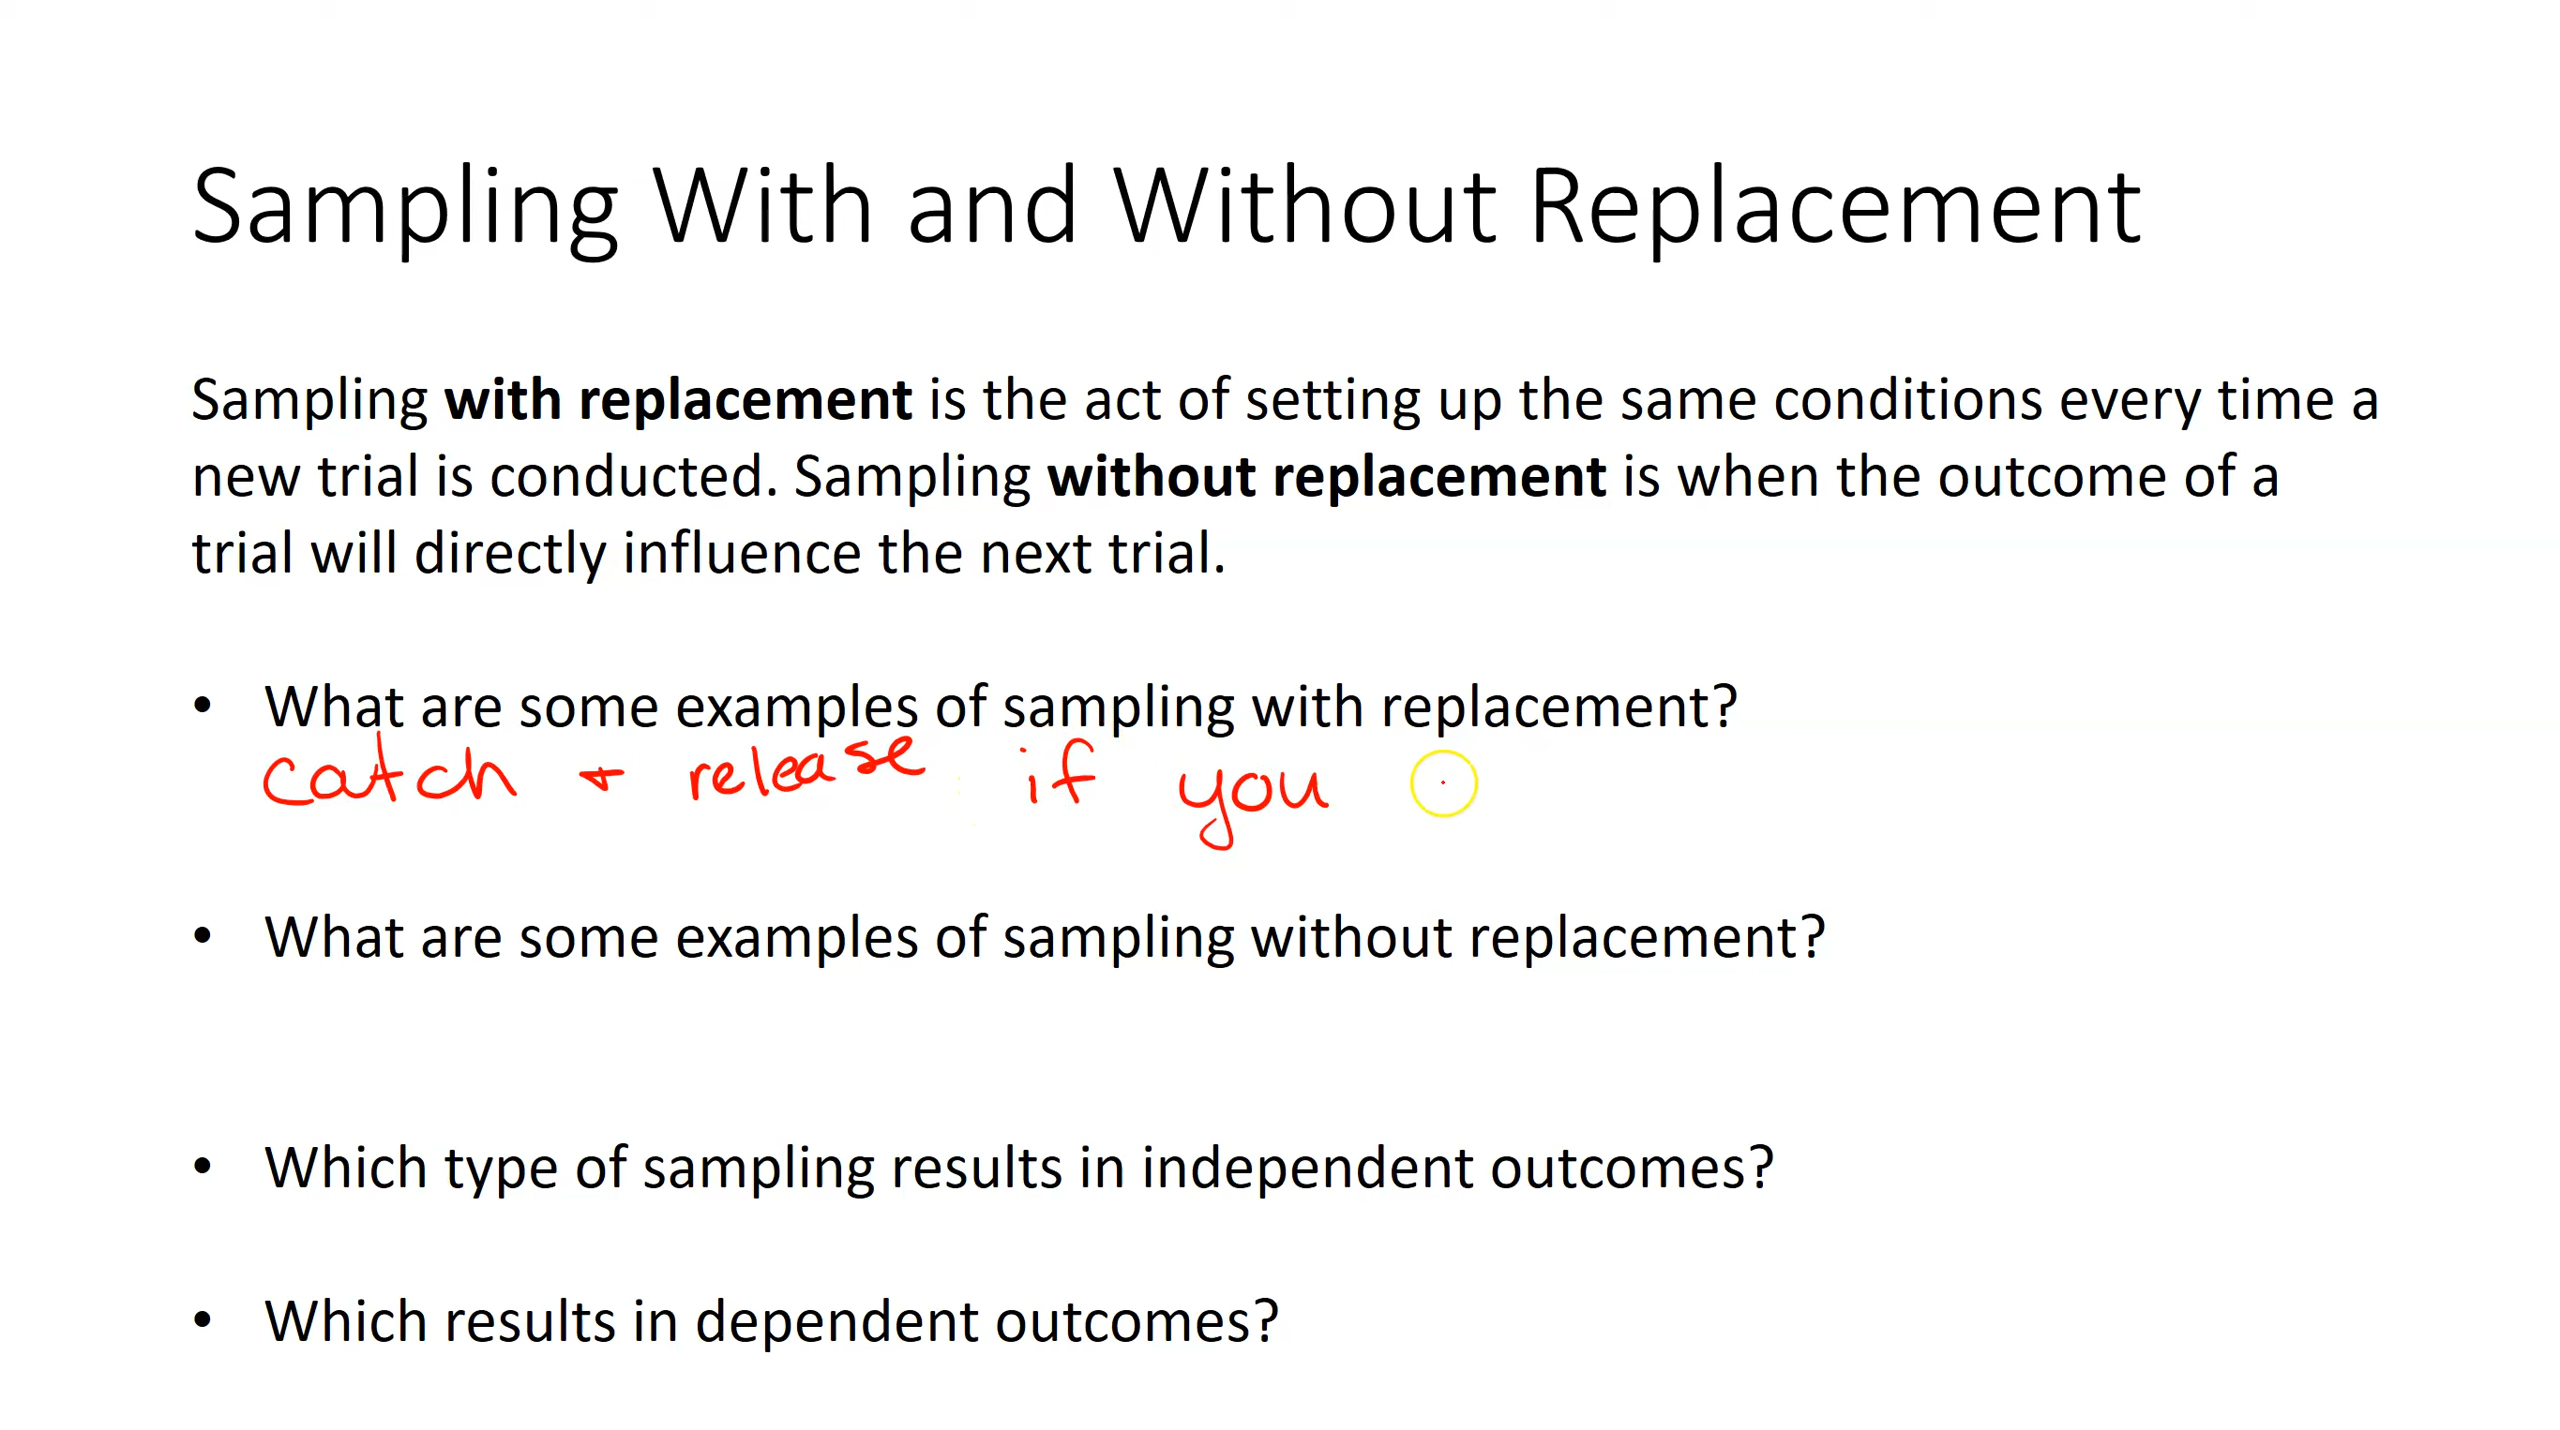 Sampling With and Without Replacement
Sampling with replacement is the act of setting up the same conditions every time a
new trial is conducted. Sampling without replacement is when the outcome of a
trial will directly influence the next trial.
• What are some examples of sampling with replacement?
catch + release if you
• What are some examples of sampling without replacement?
• Which type of sampling results in independent outcomes?
• Which results in dependent outcomes?